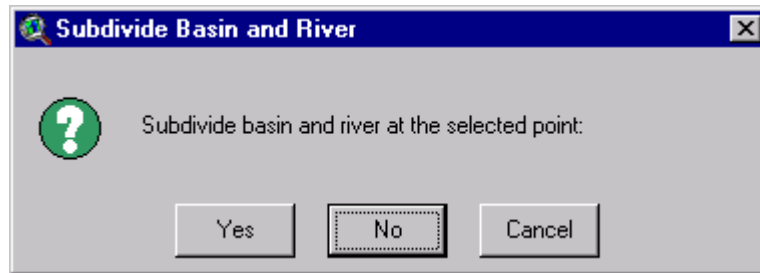 Subdivide Basin and River
Subdivide basin and river at the selected point:
Yes No Cancel